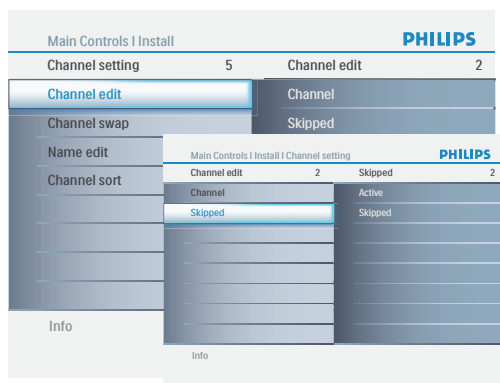 Main Controls I Install PHILIPS
Channel setting 5 Channel edit 2
Channel edit Channel
Channel swap Skipped
Name edit
Channel sort
Info
Main Controls I Install I Channel setting PHILIPS
Channel edit 2 Skipped 2
Channel Active
Skipped Skipped
Info